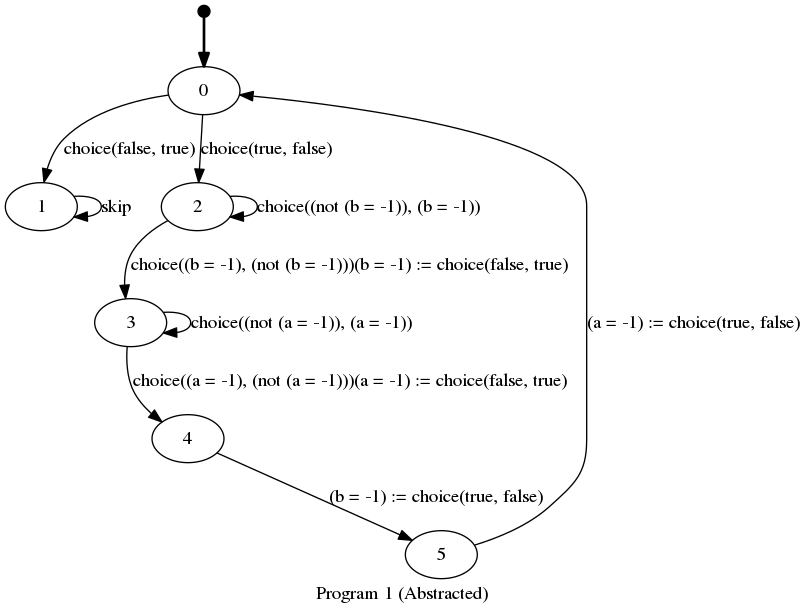 0
choice(false, true)
choice(true, false)
1
skip
2
choice((not (b = -1)), (b = -1))
choice((b = -1), (not (b = -1)))(b = -1) := choice(false, true)
3
choice((not (a = -1)), (a = -1))
(a = -1) := choice(true, false)
choice((a = -1), (not (a = -1)))(a = -1) := choice(false, true)
4
(b = -1) := choice(true, false)
5
Program 1 (Abstracted)